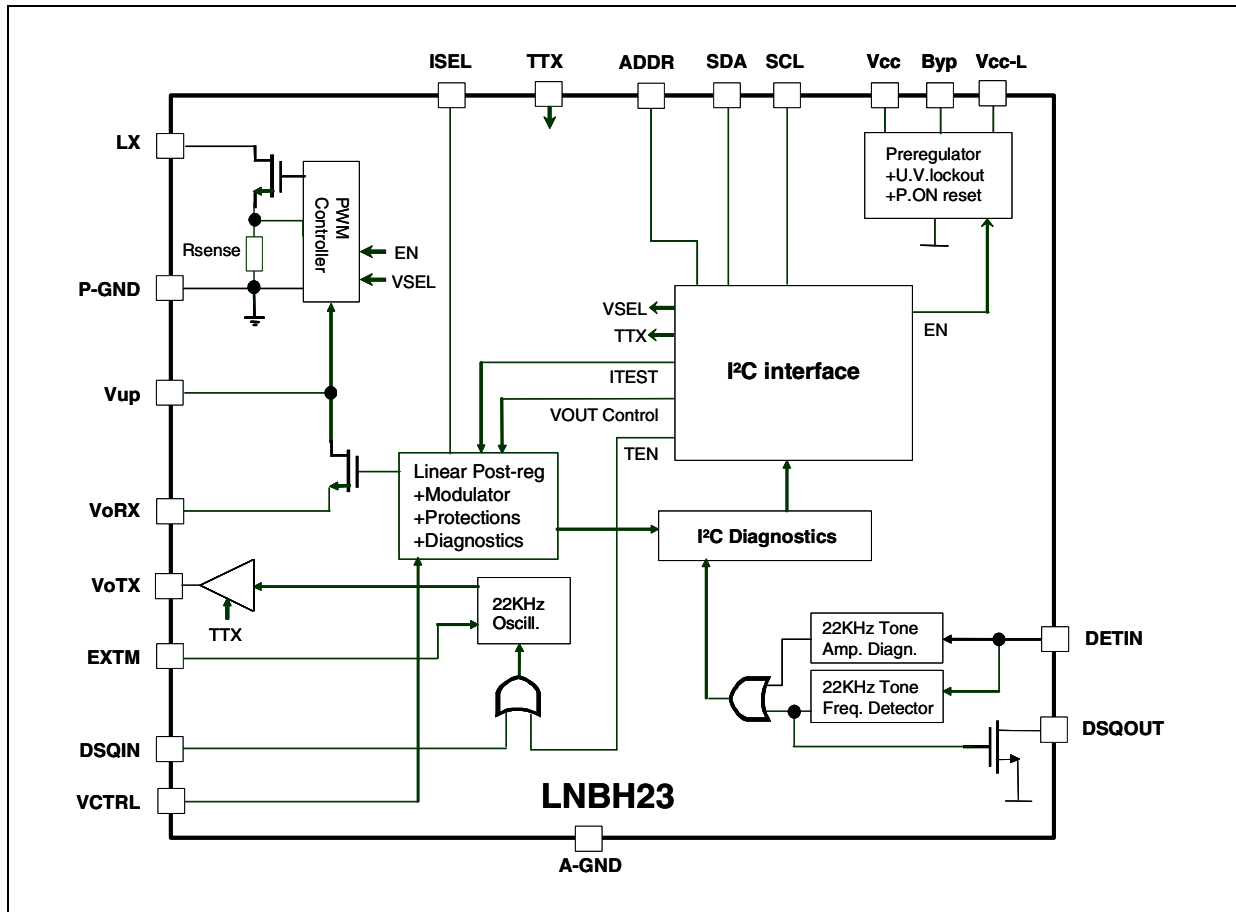 ISEL
TTX
ADDR
SDA
SCL
Vcc
Byp
Vcc-L
LX
Preregulator
+U.V.lockout
+P.ON reset
PWM
Controller
Rsense
EN
VSEL
P-GND
VSEL
TTX
EN
ITEST
I²C interface
Vup
VOUT Control
TEN
Linear Post-reg
+Modulator
+Protections
+Diagnostics
VoRX
I²C Diagnostics
VoTX
TTX
22KHz
Oscill.
EXTM
22KHz Tone
Amp. Diagn.
DETIN
22KHz Tone
Freq. Detector
DSQOUT
DSQIN
VCTRL
LNBH23
A-GND